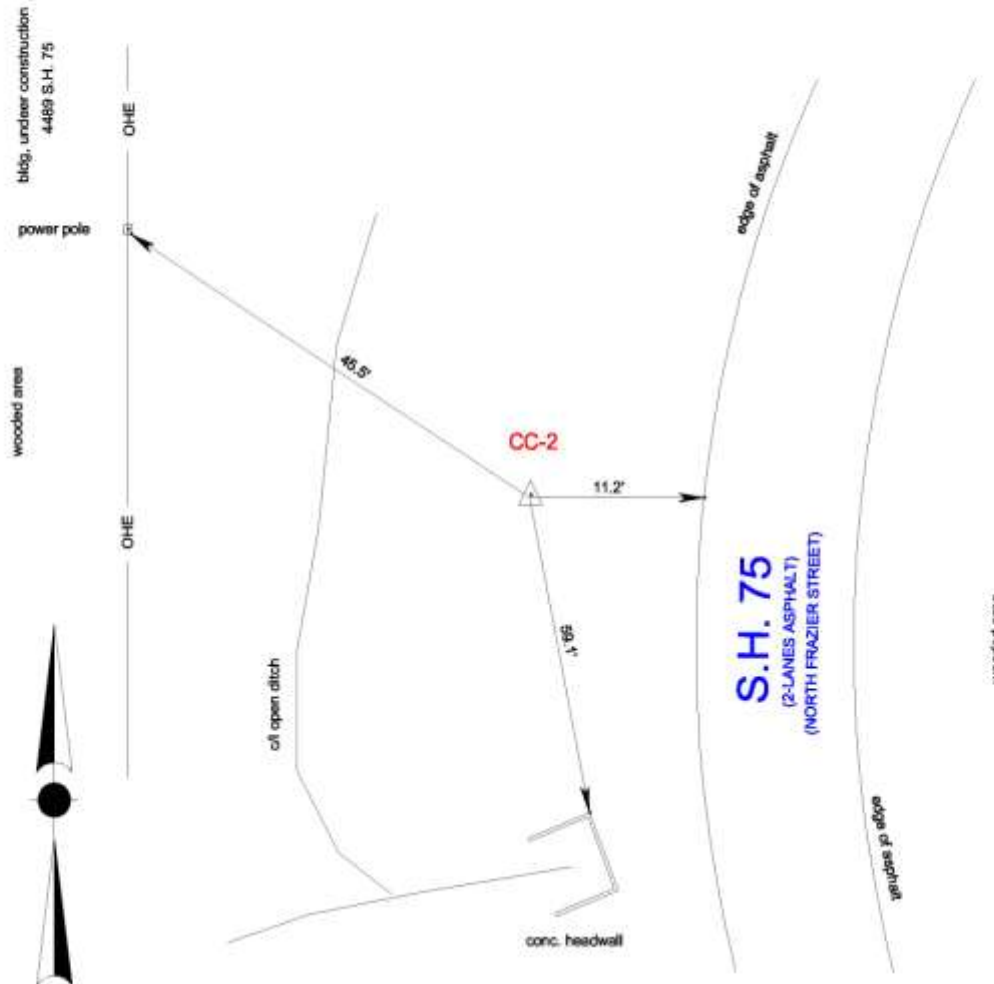 bldg, undeer construction
4489 S.H. 75
OHE
power pole
wooded area
OHE
45.5'
CC-2
11.2'
59.1'
c/l open ditch
edge of asphalt
S.H. 75
(2-LANES ASPHALT)
(NORTH FRAZIER STREET)
edge of asphalt
conc. headwall